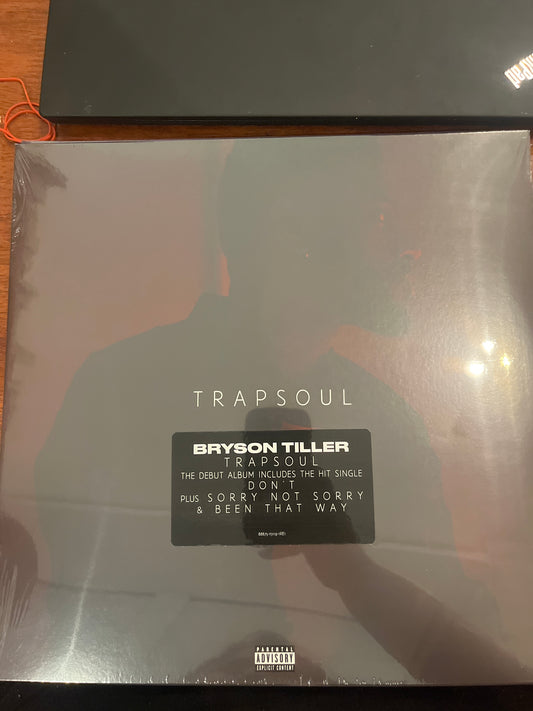 TRAPSOUL
BRYSON TILLER
TRAPSOUL
THE DEBUT ALBUM INCLUDES THE HIT SINGLE
DON'T
PLUS SORRY NOT SORRY
& BEEN THAT WAY
PARENTAL
ADVISORY
EXPLICIT CONTENT